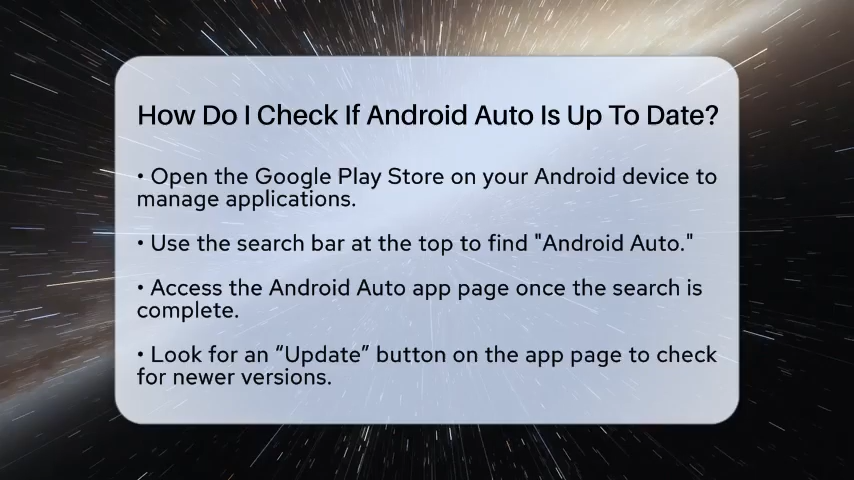 How Do I Check If Android Auto Is Up To Date?
• Open the Google Play Store on your Android device to
manage applications.
• Use the search bar at the top to find "Android Auto."
• Access the Android Auto app page once the search is
complete.
• Look for an “Update” button on the app page to check
for newer versions.